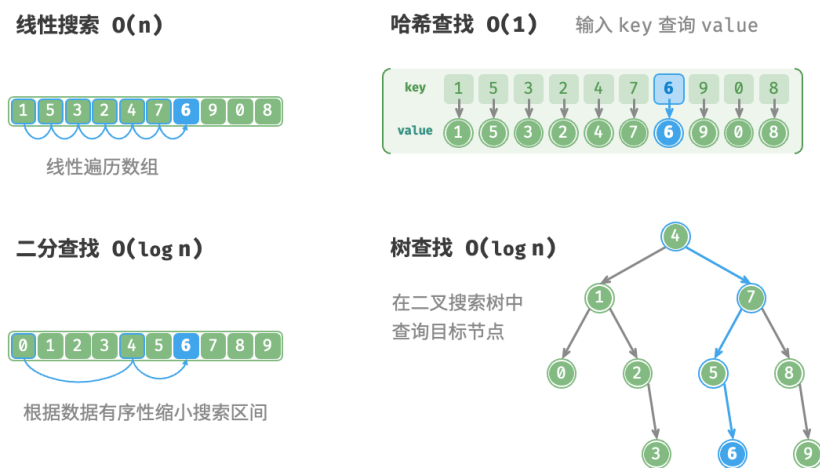 线性搜索 O(n)
1 5 3 2 4 7 6 9 0 8
线性遍历数组
哈希查找 O(1) 输入 key 查询 value
key 1 5 3 2 4 7 6 9 0 8
value 1 5 3 2 4 7 6 9 0 8
二分查找 O(log n)
0 1 2 3 4 5 6 7 8 9
根据数据有序性缩小搜索区间
树查找 O(log n)
在二叉搜索树中
查询目标节点
4
1 7
0 2 5 8
3 6 9